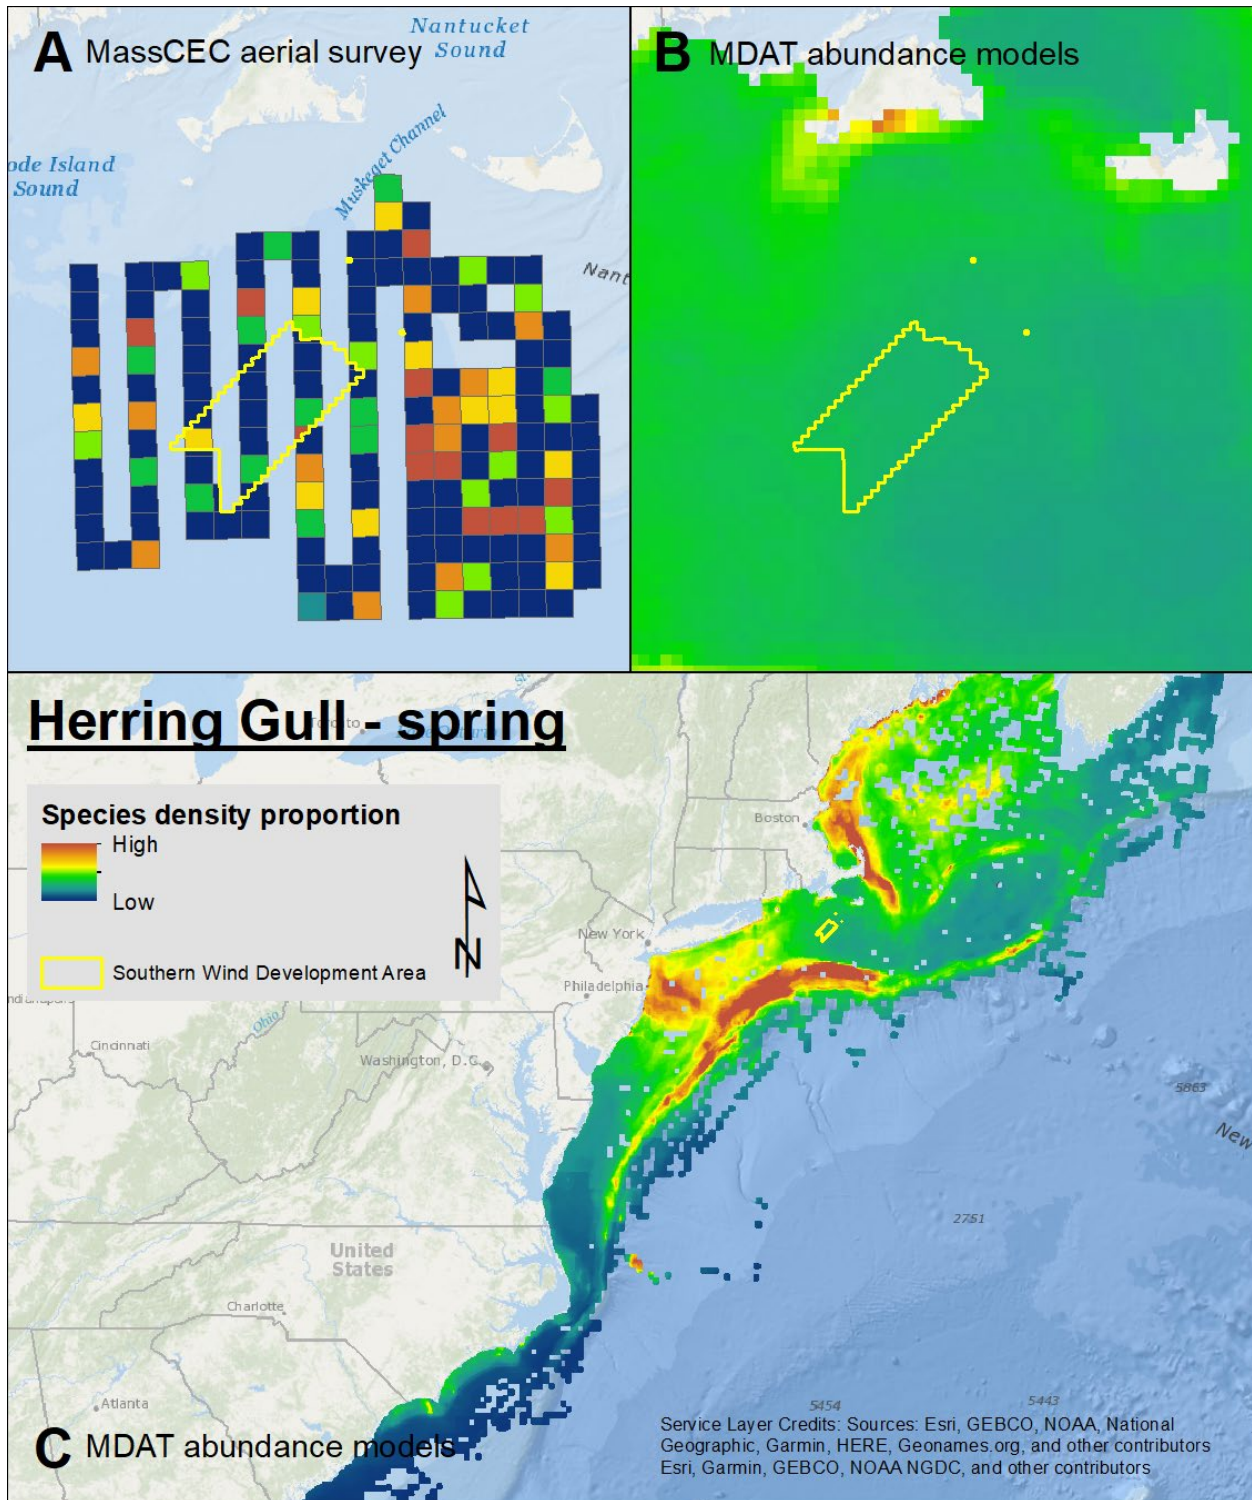 A MassCEC aerial survey
Nantucket
Sound
Muskeget Channel
ode Island
Sound
Nant
B MDAT abundance models
Herring Gull - spring
Species density proportion
High
Low
N
Southern Wind Development Area
Boston
New York
Philadelphia
Ohio
Cincinnati
Washington, D.C
5863
New
2751
United
States
Charlotte
Atlanta
5454
5443
C MDAT abundance models
Service Layer Credits: Sources: Esri, GEBCO, NOAA, National
Geographic, Garmin, HERE, Geonames.org, and other contributors
Esri, Garmin, GEBCO, NOAA NGDC, and other contributors